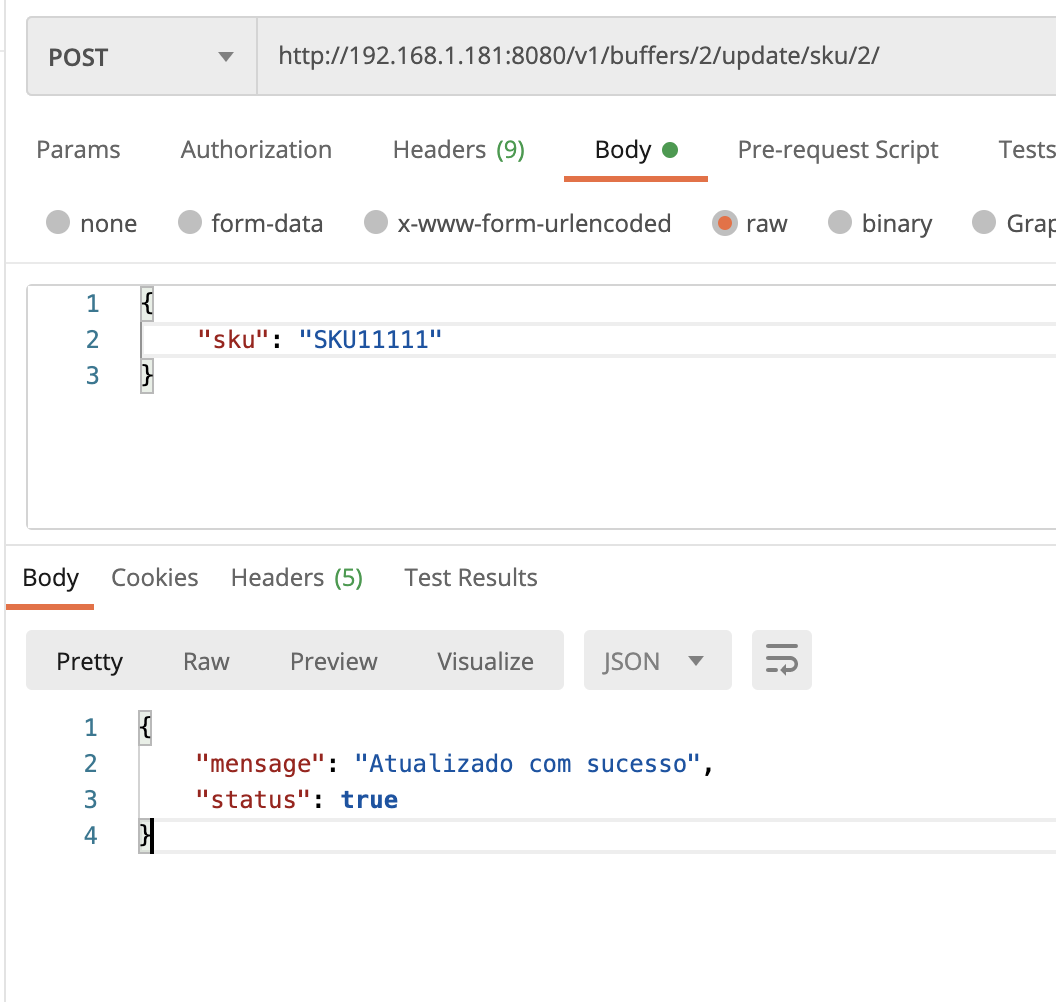 POST http://192.168.1.181:8080/v1/buffers/2/update/sku/2/
Params Authorization Headers (9) Body Pre-request Script Tests
none form-data x-www-form-urlencoded raw binary
1 {
2 "sku": "SKU11111"
3 }
Body Cookies Headers (5) Test Results
Pretty Raw Preview Visualize JSON
1 {
2 "mensage": "Atualizado com sucesso",
3 "status": true
4 }